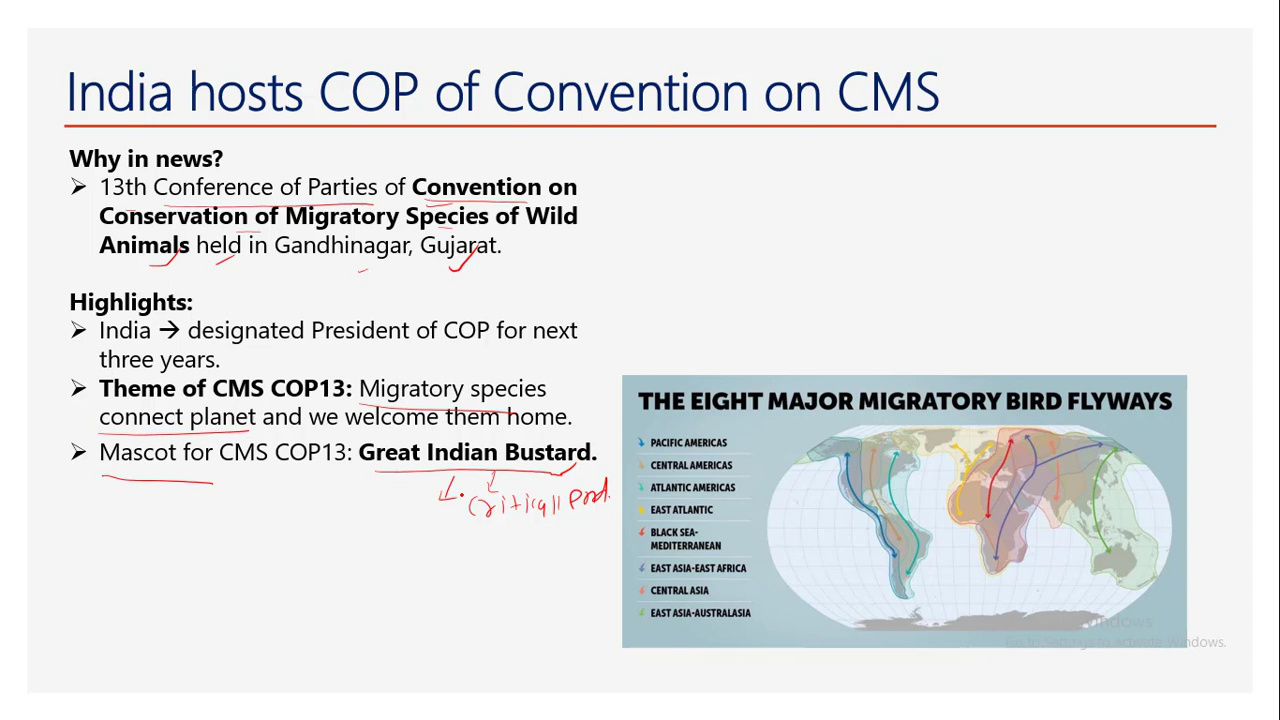 India hosts COP of Convention on CMS
Why in news?
➤ 13th Conference of Parties of Convention on
Conservation of Migratory Species of Wild
Animals held in Gandhinagar, Gujarat.
Highlights:
➤ India → designated President of COP for next
three years.
➤ Theme of CMS COP13: Migratory species
connect planet and we welcome them home.
➤ Mascot for CMS COP13: Great Indian Bustard.
THE EIGHT MAJOR MIGRATORY BIRD FLYWAYS
PACIFIC AMERICAS
CENTRAL AMERICAS
ATLANTIC AMERICAS
EAST ATLANTIC
BLACK SEA-
MEDITERRANEAN
EAST ASIA-EAST AFRICA
CENTRAL ASIA
EAST ASIA-AUSTRALASIA
Windows
Go to Settings to activate Windows.